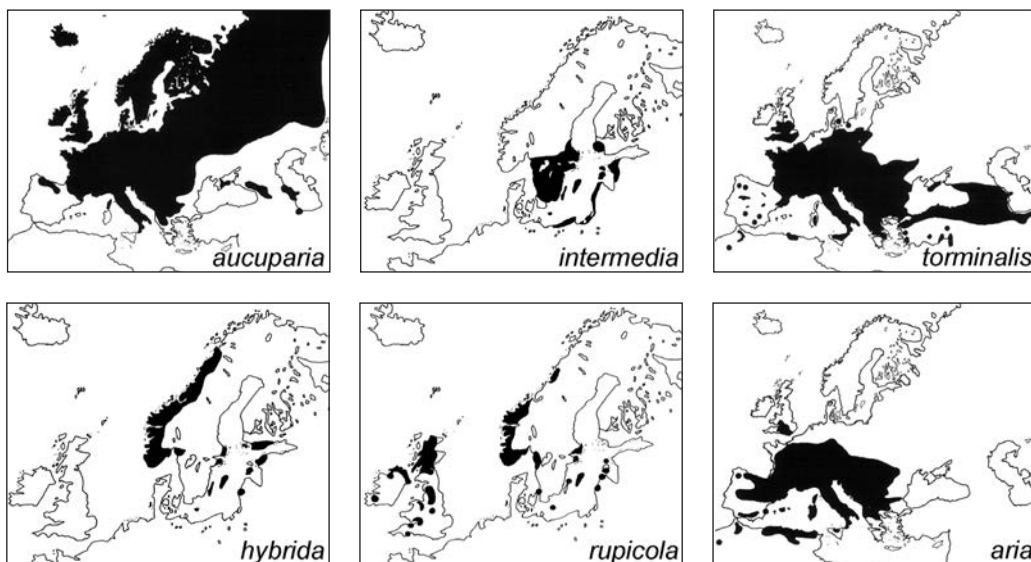 aucuparia
intermedia
torminalis
hybrida
rupicola
aria